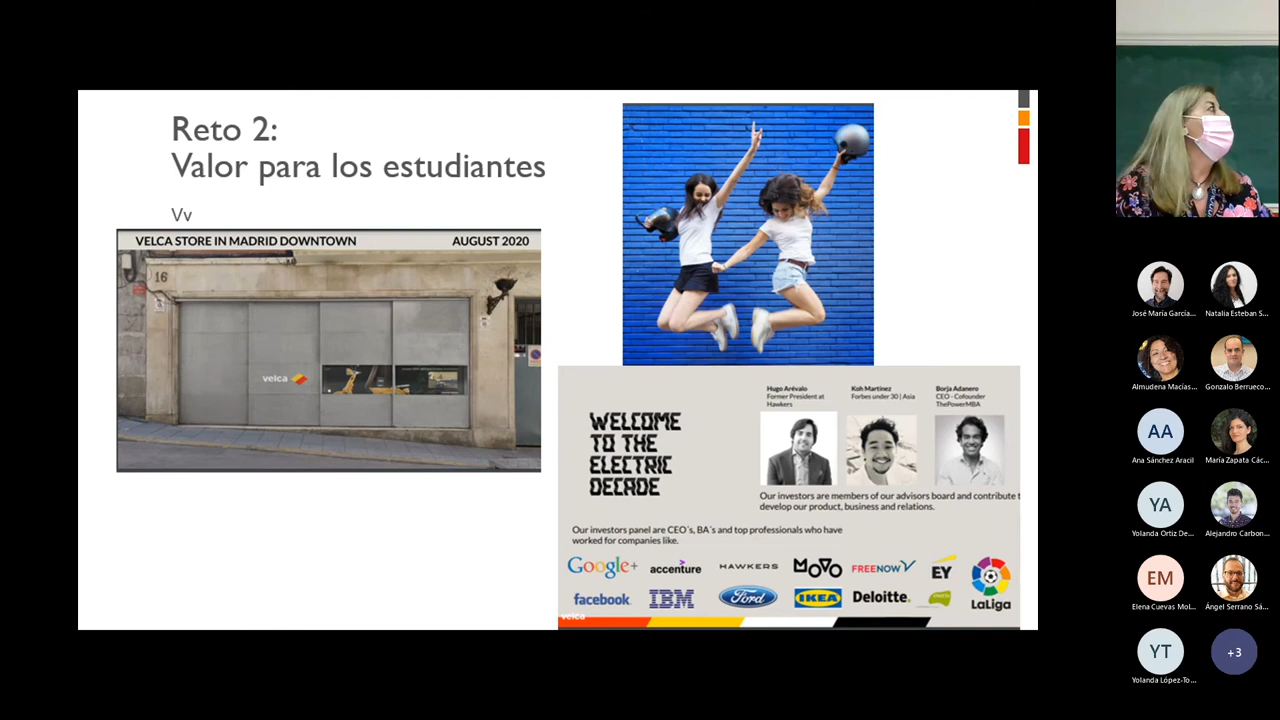 Reto 2:
Valor para los estudiantes
Vv
VELCA STORE IN MADRID DOWNTOWN AUGUST 2020
16
velca
WELCOME
TO THE
ELECTRIC
DECADE
Hugo Arévalo
Former President at
Hawkers
Koh Martínez
Forbes under 30 | Asia
Borja Adanero
CEO - Cofounder
ThePowerMBA
Our investors are members of our advisors board and contribute t
develop our product, business and relations.
Our investors panel are CEO´s, BA´s and top professionals who have
worked for companies like.
Google+ accenture HAWKERS MOVO FREENOW EY
facebook. IBM Ford IKEA Deloitte. LaLiga
velca
José María García... Natalia Esteban S...
Almudena Macías... Gonzalo Berrueco...
AA
Ana Sánchez Aracil María Zapata Các...
YA
Yolanda Ortiz De... Alejandro Carbon...
EM
Elena Cuevas Mol... Ángel Serrano Sá...
YT +3
Yolanda López-To...